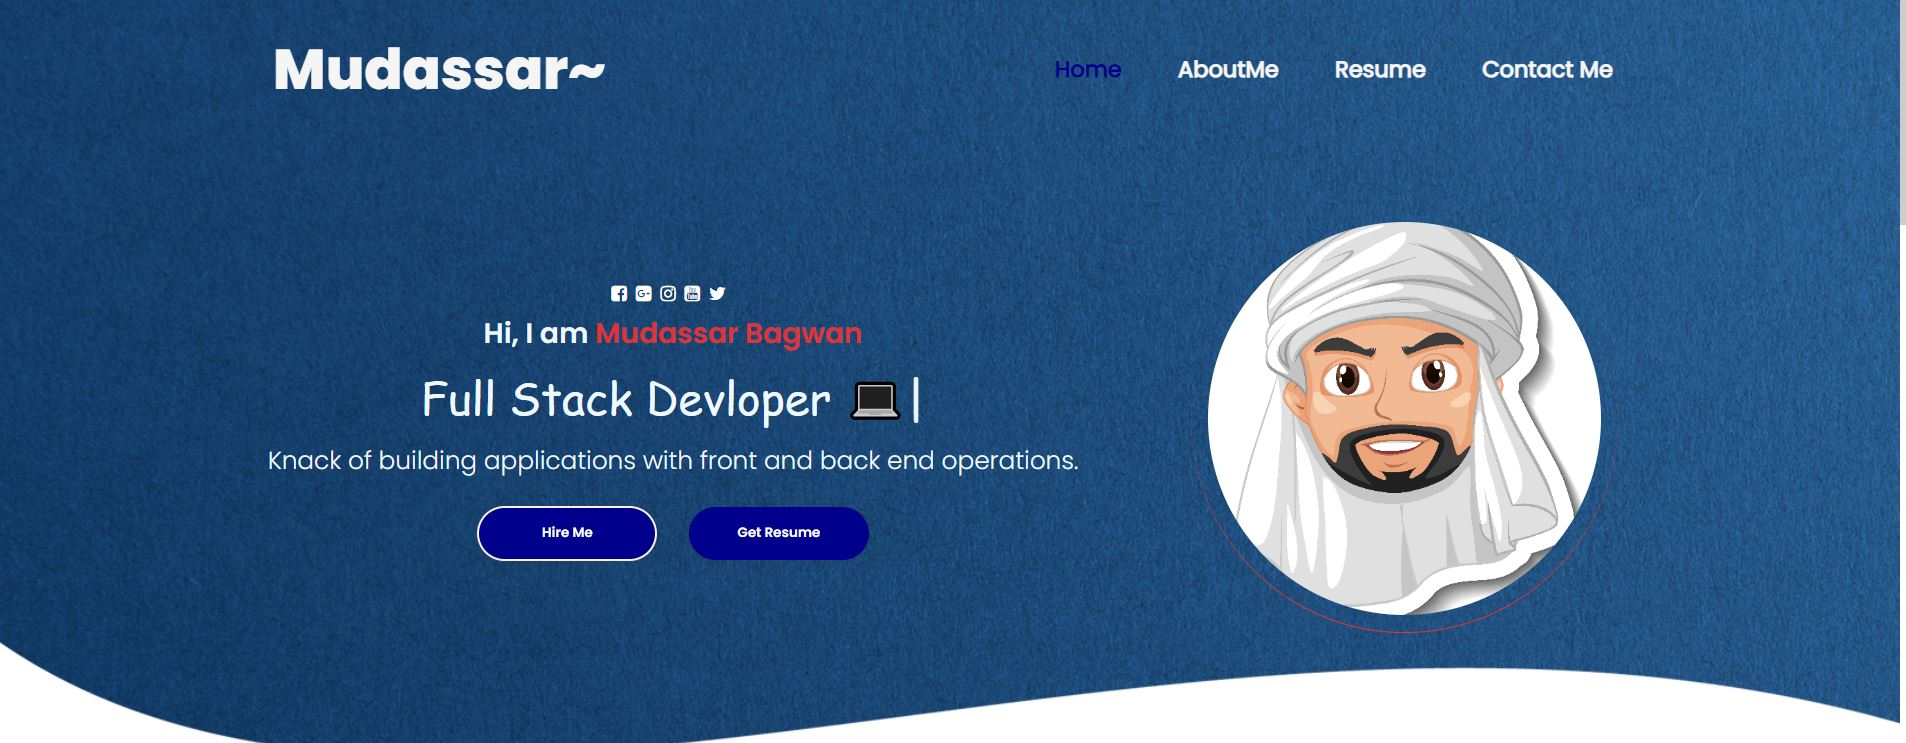 Mudassar~
Home AboutMe Resume Contact Me
Hi, I am Mudassar Bagwan
Full Stack Devloper 💻 |
Knack of building applications with front and back end operations.
Hire Me Get Resume